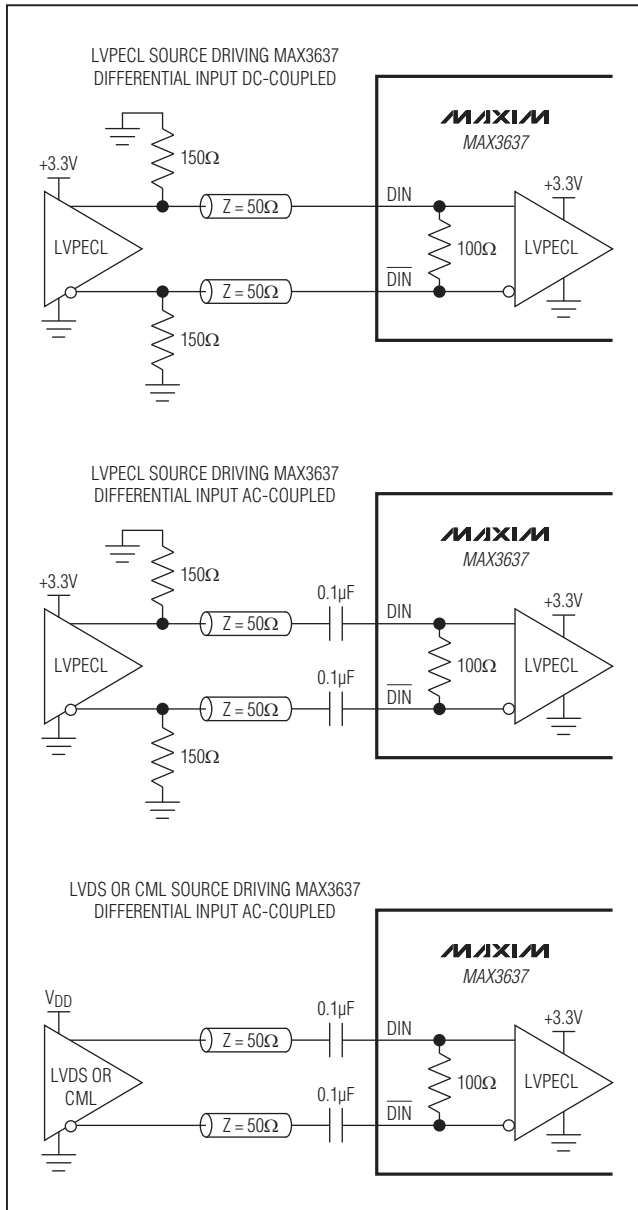 LVPECL SOURCE DRIVING MAX3637
DIFFERENTIAL INPUT DC-COUPLED
MAXIM
MAX3637
150Ω
+3.3V
Z = 50Ω
DIN
+3.3V
LVPECL
100Ω
LVPECL
Z = 50Ω
DIN
150Ω
LVPECL SOURCE DRIVING MAX3637
DIFFERENTIAL INPUT AC-COUPLED
MAXIM
MAX3637
150Ω
+3.3V
0.1µF
Z = 50Ω
DIN
+3.3V
LVPECL
0.1µF
100Ω
LVPECL
Z = 50Ω
DIN
150Ω
LVDS OR CML SOURCE DRIVING MAX3637
DIFFERENTIAL INPUT AC-COUPLED
MAXIM
MAX3637
VDD
0.1µF
Z = 50Ω
DIN
+3.3V
LVDS OR
CML
0.1µF
100Ω
LVPECL
Z = 50Ω
DIN